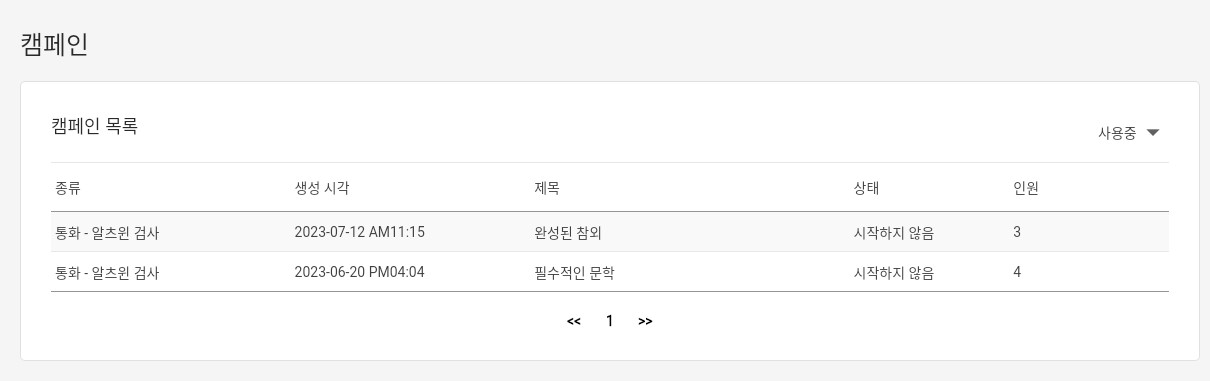 캠페인
캠페인 목록
사용중
종류 생성 시각 제목 상태 인원
통화 - 알츠윈 검사 2023-07-12 AM11:15 완성된 참외 시작하지 않음 3
통화 - 알츠윈 검사 2023-06-20 PM04:04 필수적인 문학 시작하지 않음 4
<< 1 >>